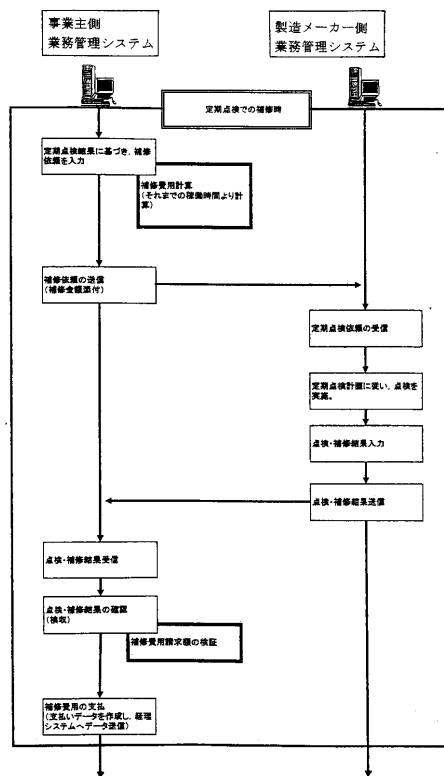 事業主側
業務管理システム
製造メーカー側
業務管理システム
定期点検での補修時
定期点検結果に基づき、補修
依頼を入力
補修費用計算
(それまでの稼働時間より計
算)
補修依頼の送信
(補修金額添付)
定期点検依頼の受信
定期点検計画に従い、点検を
実施。
点検・補修結果入力
点検・補修結果送信
点検・補修結果受信
点検・補修結果の確認
(検収)
補修費用請求額の検証
補修費用の支払
(支払いデータを作成し、経理
システムへデータ送信)